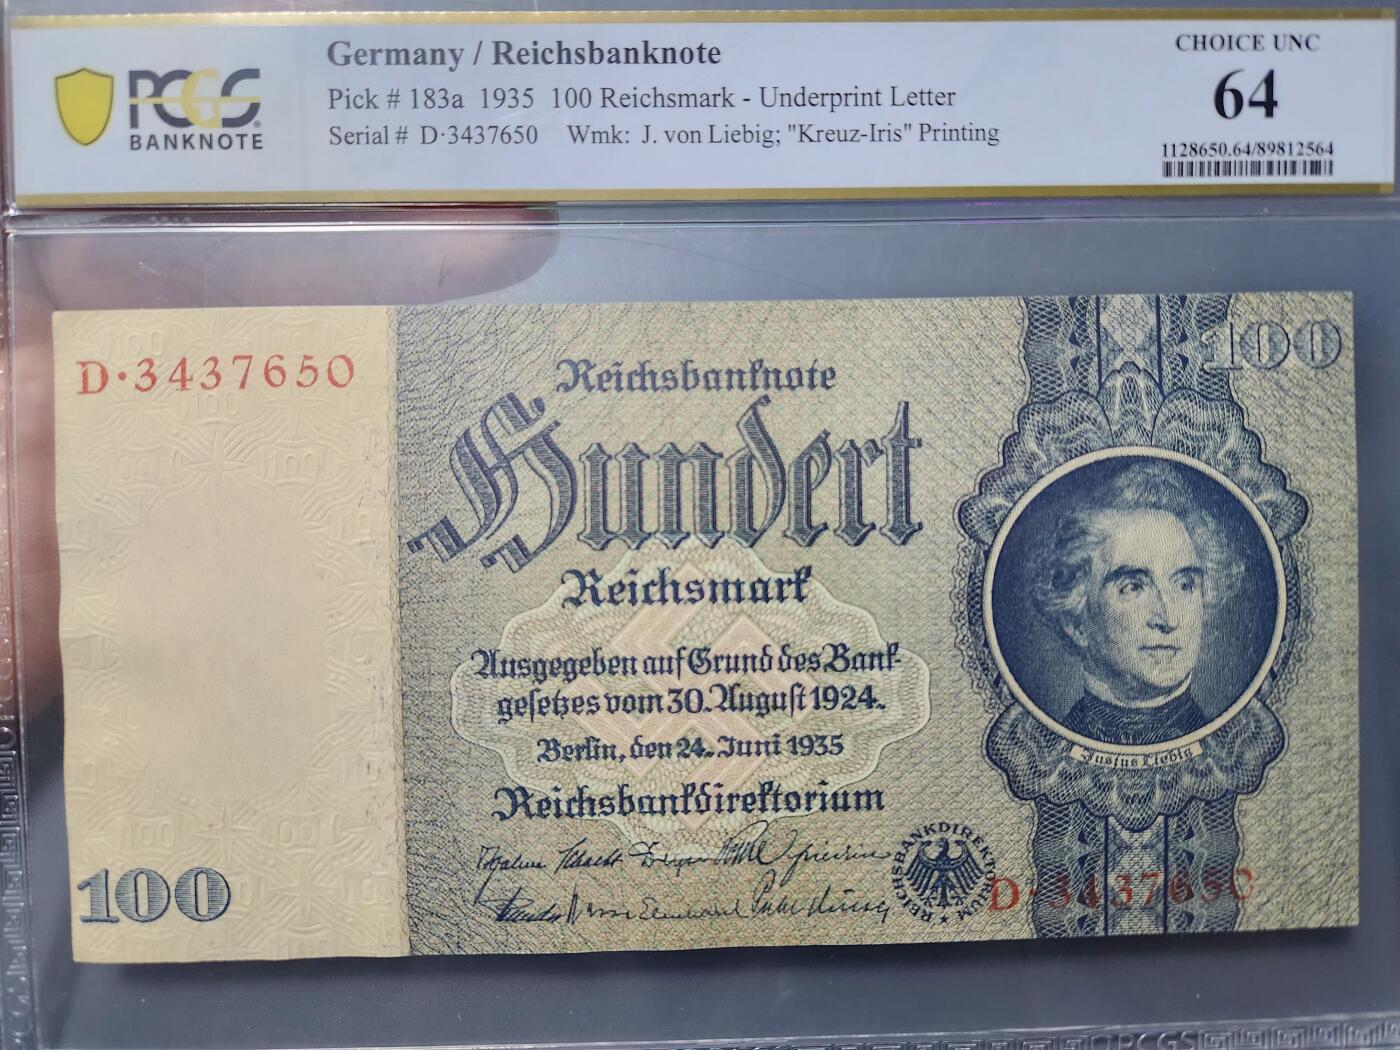 PCGS
BANKNOTE
Germany / Reichsbanknote
Pick # 183a 1935 100 Reichsmark - Underprint Letter
Serial # D·3437650 Wmk: J. von Liebig; "Kreuz-Iris" Printing
CHOICE UNC
64
1128650.64/89812564
D·3437650
100
Reichsbanknote
Hundert
Reichsmark
Ausgegeben auf Grund des Bank-
gesetzes vom 30. August 1924.
Berlin, den 24. Juni 1935
Reichsbankdirektorium
Justus Liebig
REICHSBANKDIREKTORIUM
D·3437650
100
PCGS